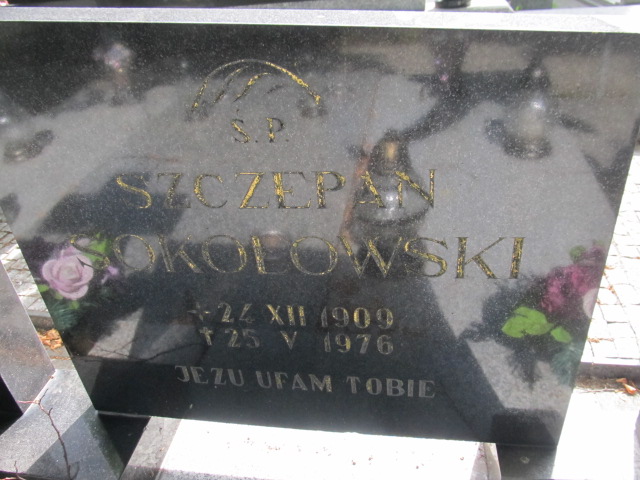 Ś.P.
SZCZEPAN
SOKOŁOWSKI
* 24 XII 1909
† 25 V 1976
JEZU UFAM TOBIE